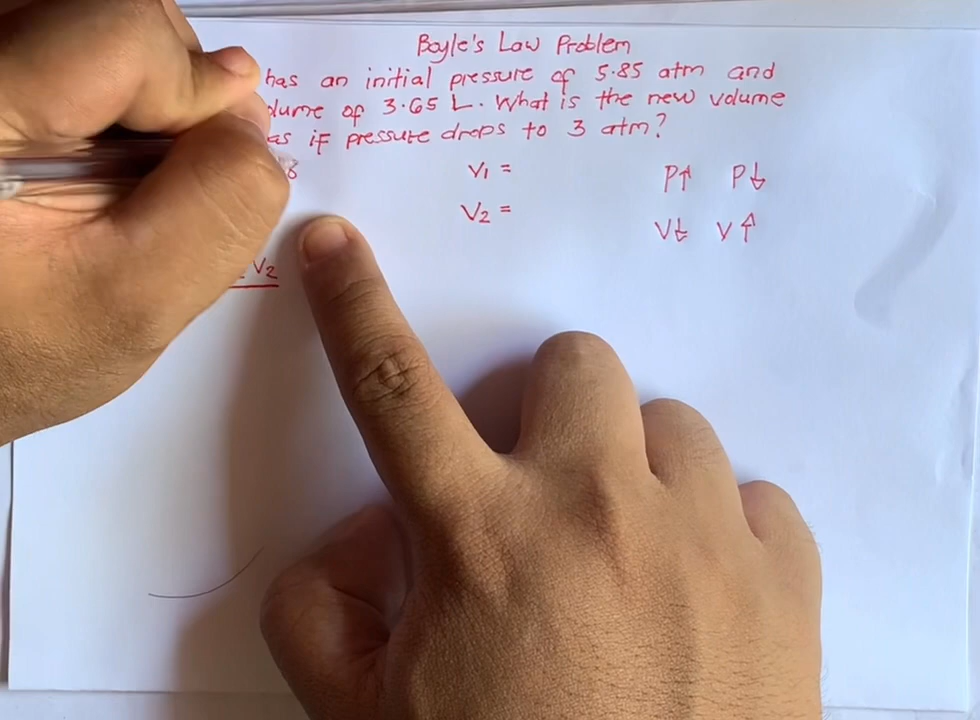 Boyle's Law Problem
has an initial pressure of 5.85 atm and
of 3.65 L. What is the new volume
if pressure drops to 3 atm?
V₁ =
P↑ P↓
V₂ =
V↓ V↑
V₂